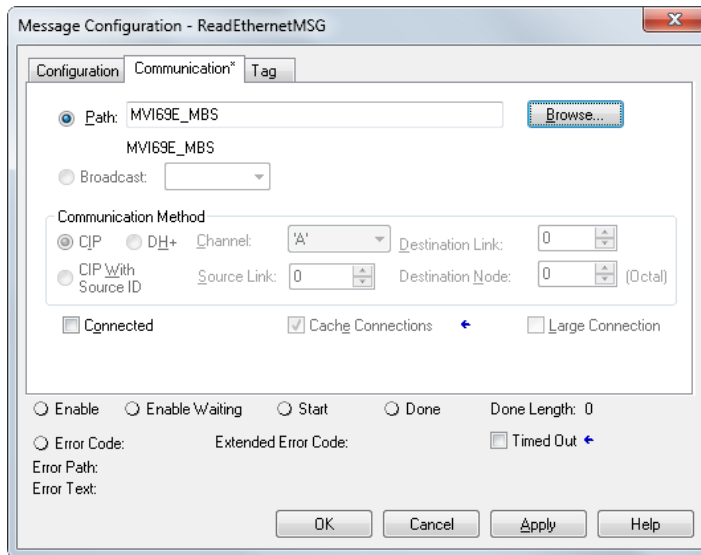 Message Configuration - ReadEthernetMSG
Configuration Communication* Tag
Path: MVI69E_MBS Browse...
MVI69E_MBS
Broadcast:
Communication Method
CIP DH+ Channel: 'A' Destination Link: 0
CIP With Source ID Source Link: 0 Destination Node: 0 (Octal)
Connected Cache Connections Large Connection
Enable Enable Waiting Start Done Done Length: 0
Error Code: Extended Error Code: Timed Out
Error Path:
Error Text:
OK Cancel Apply Help